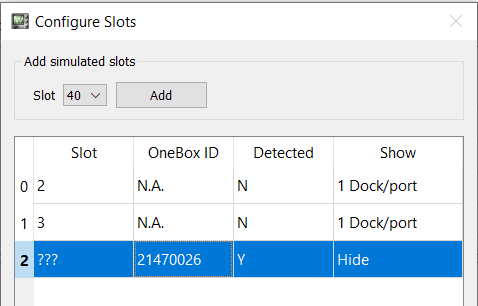 Configure Slots
Add simulated slots
Slot 40 Add
Slot OneBox ID Detected Show
0 2 N.A. N 1 Dock/port
1 3 N.A. N 1 Dock/port
2 ??? 21470026 Y Hide